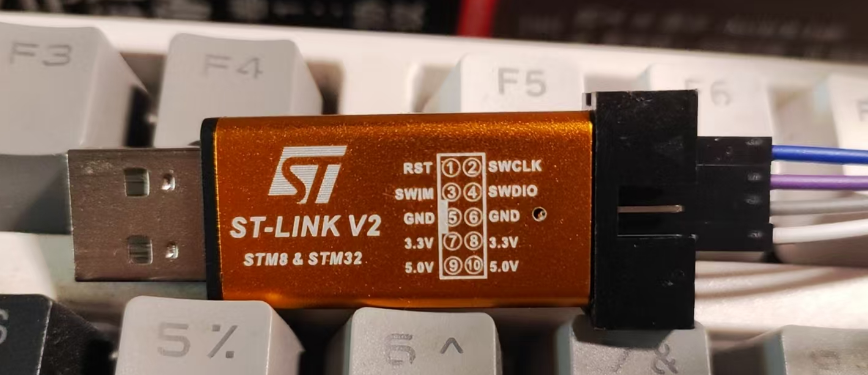 F3
F4
F5
F6
ST
ST-LINK V2
STM8 & STM32
RST ① ② SWCLK
SWIM ③ ④ SWDIO
GND ⑤ ⑥ GND
3.3V ⑦ ⑧ 3.3V
5.0V ⑨ ⑩ 5.0V
5 %
6 ^
&